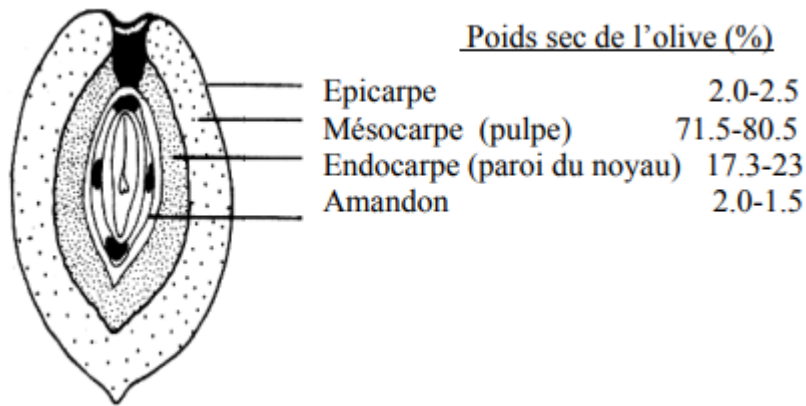 Poids sec de l'olive (%)
Epicarpe 2.0-2.5
Mésocarpe (pulpe) 71.5-80.5
Endocarpe (paroi du noyau) 17.3-23
Amandon 2.0-1.5